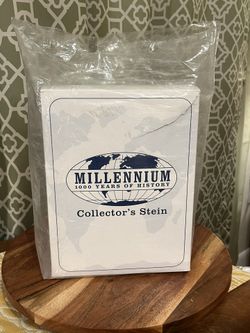 MILLENNIUM
1000 YEARS OF HISTORY
Collector's Stein